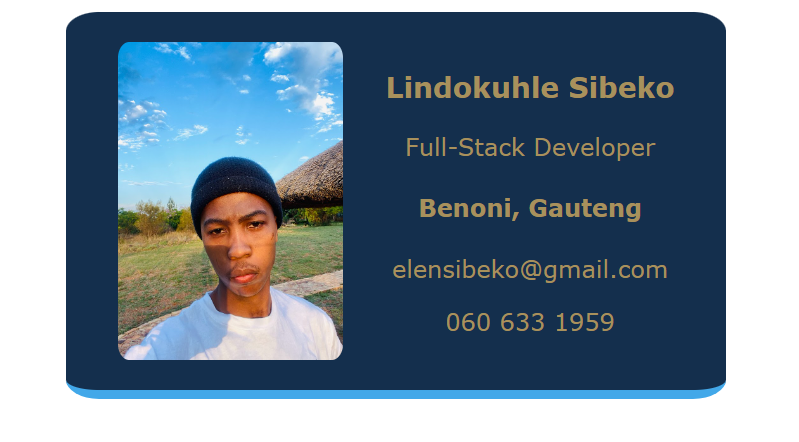 Lindokuhle Sibeko
Full-Stack Developer
Benoni, Gauteng
elensibeko@gmail.com
060 633 1959